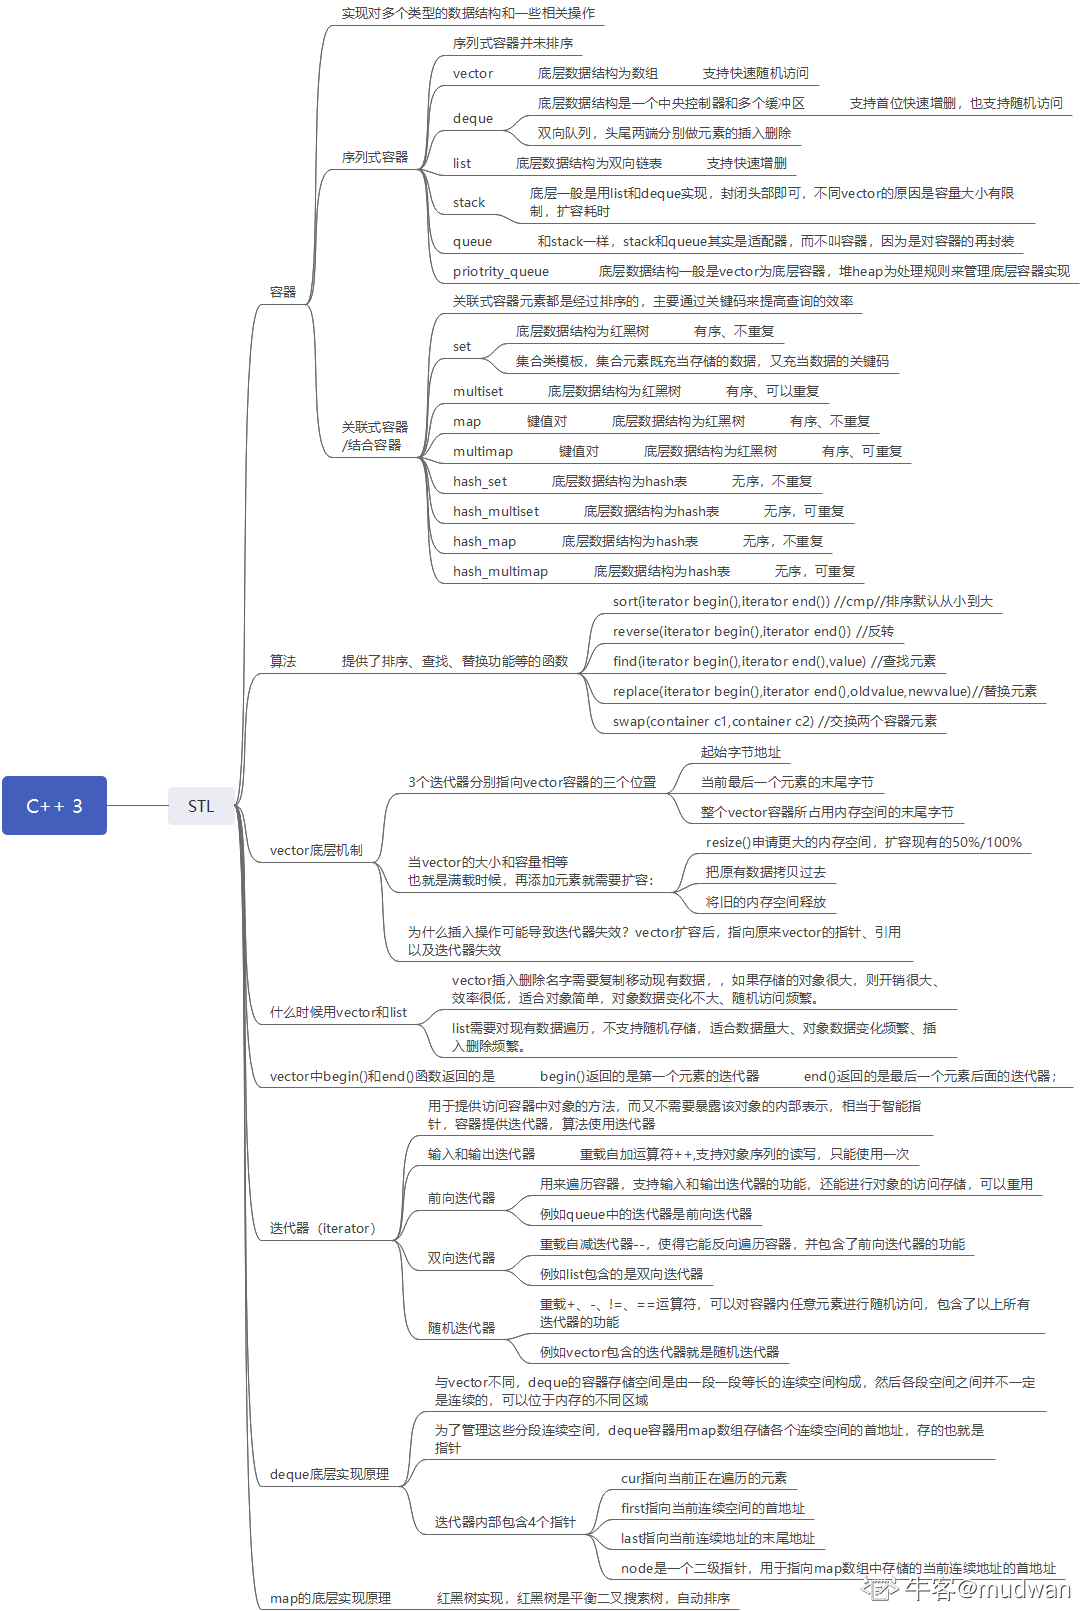 实现对多个类型的数据结构和一些相关操作
序列式容器并未排序
vector 底层数据结构为数组 支持快速随机访问
底层数据结构是一个中央控制器和多个缓冲区 支持首位快速增删，也支持随机访问
deque
双向队列，头尾两端分别做元素的插入删除
序列式容器
list 底层数据结构为双向链表 支持快速增删
底层一般是用list和deque实现，封闭头部即可，不同vector的原因是容量大小有限
制，扩容耗时
stack
queue 和stack一样，stack和queue其实是适配器，而不叫容器，因为是对容器的再封装
priotrity_queue 底层数据结构一般是vector为底层容器，堆heap为处理规则来管理底层容器实现
容器
关联式容器元素都是经过排序的，主要通过关键码来提高查询的效率
底层数据结构为红黑树 有序、不重复
set
集合类模板，集合元素既充当存储的数据，又充当数据的关键码
multiset 底层数据结构为红黑树 有序、可以重复
map 键值对 底层数据结构为红黑树 有序、不重复
关联式容器
/结合容器
multimap 键值对 底层数据结构为红黑树 有序、可重复
hash_set 底层数据结构为hash表 无序，不重复
hash_multiset 底层数据结构为hash表 无序，可重复
hash_map 底层数据结构为hash表 无序，不重复
hash_multimap 底层数据结构为hash表 无序，可重复
sort(iterator begin(),iterator end()) //cmp//排序默认从小到大
reverse(iterator begin(),iterator end()) //反转
算法 提供了排序、查找、替换功能等的函数
find(iterator begin(),iterator end(),value) //查找元素
replace(iterator begin(),iterator end(),oldvalue,newvalue)//替换元素
swap(container c1,container c2) //交换两个容器元素
起始字节地址
3个迭代器分别指向vector容器的三个位置
当前最后一个元素的末尾字节
整个vector容器所占用内存空间的末尾字节
C++ 3
STL
vector底层机制
resize()申请更大的内存空间，扩容现有的50%/100%
当vector的大小和容量相等
也就是满载时候，再添加元素就需要扩容：
把原有数据拷贝过去
将旧的内存空间释放
为什么插入操作可能导致迭代器失效？vector扩容后，指向原来vector的指针、引用
以及迭代器失效
vector插入删除名字需要复制移动现有数据，，如果存储的对象很大，则开销很大、
效率很低，适合对象简单，对象数据变化不大、随机访问频繁。
什么时候用vector和list
list需要对现有数据遍历，不支持随机存储，适合数据量大、对象数据变化频繁、插
入删除频繁。
vector中begin()和end()函数返回的是 begin()返回的是第一个元素的迭代器 end()返回的是最后一个元素后面的迭代器；
用于提供访问容器中对象的方法，而又不需要暴露该对象的内部表示，相当于智能指
针，容器提供迭代器，算法使用迭代器
输入和输出迭代器 重载自加运算符++,支持对象序列的读写，只能使用一次
用来遍历容器，支持输入和输出迭代器的功能，还能进行对象的访问存储，可以重用
前向迭代器
例如queue中的迭代器是前向迭代器
迭代器（iterator）
重载自减迭代器--，使得它能反向遍历容器，并包含了前向迭代器的功能
双向迭代器
例如list包含的是双向迭代器
重载+、-、!=、==运算符，可以对容器内任意元素进行随机访问，包含了以上所有
迭代器的功能
随机迭代器
例如vector包含的迭代器就是随机迭代器
与vector不同，deque的容器存储空间是由一段一段等长的连续空间构成，然后各段空间之间并不一定
是连续的，可以位于内存的不同区域
为了管理这些分段连续空间，deque容器用map数组存储各个连续空间的首地址，存的也就是
指针
deque底层实现原理
cur指向当前正在遍历的元素
first指向当前连续空间的首地址
迭代器内部包含4个指针
last指向当前连续地址的末尾地址
node是一个二级指针，用于指向map数组中存储的当前连续地址的首地址
map的底层实现原理 红黑树实现，红黑树是平衡二叉搜索树，自动排序
牛客@mudwan